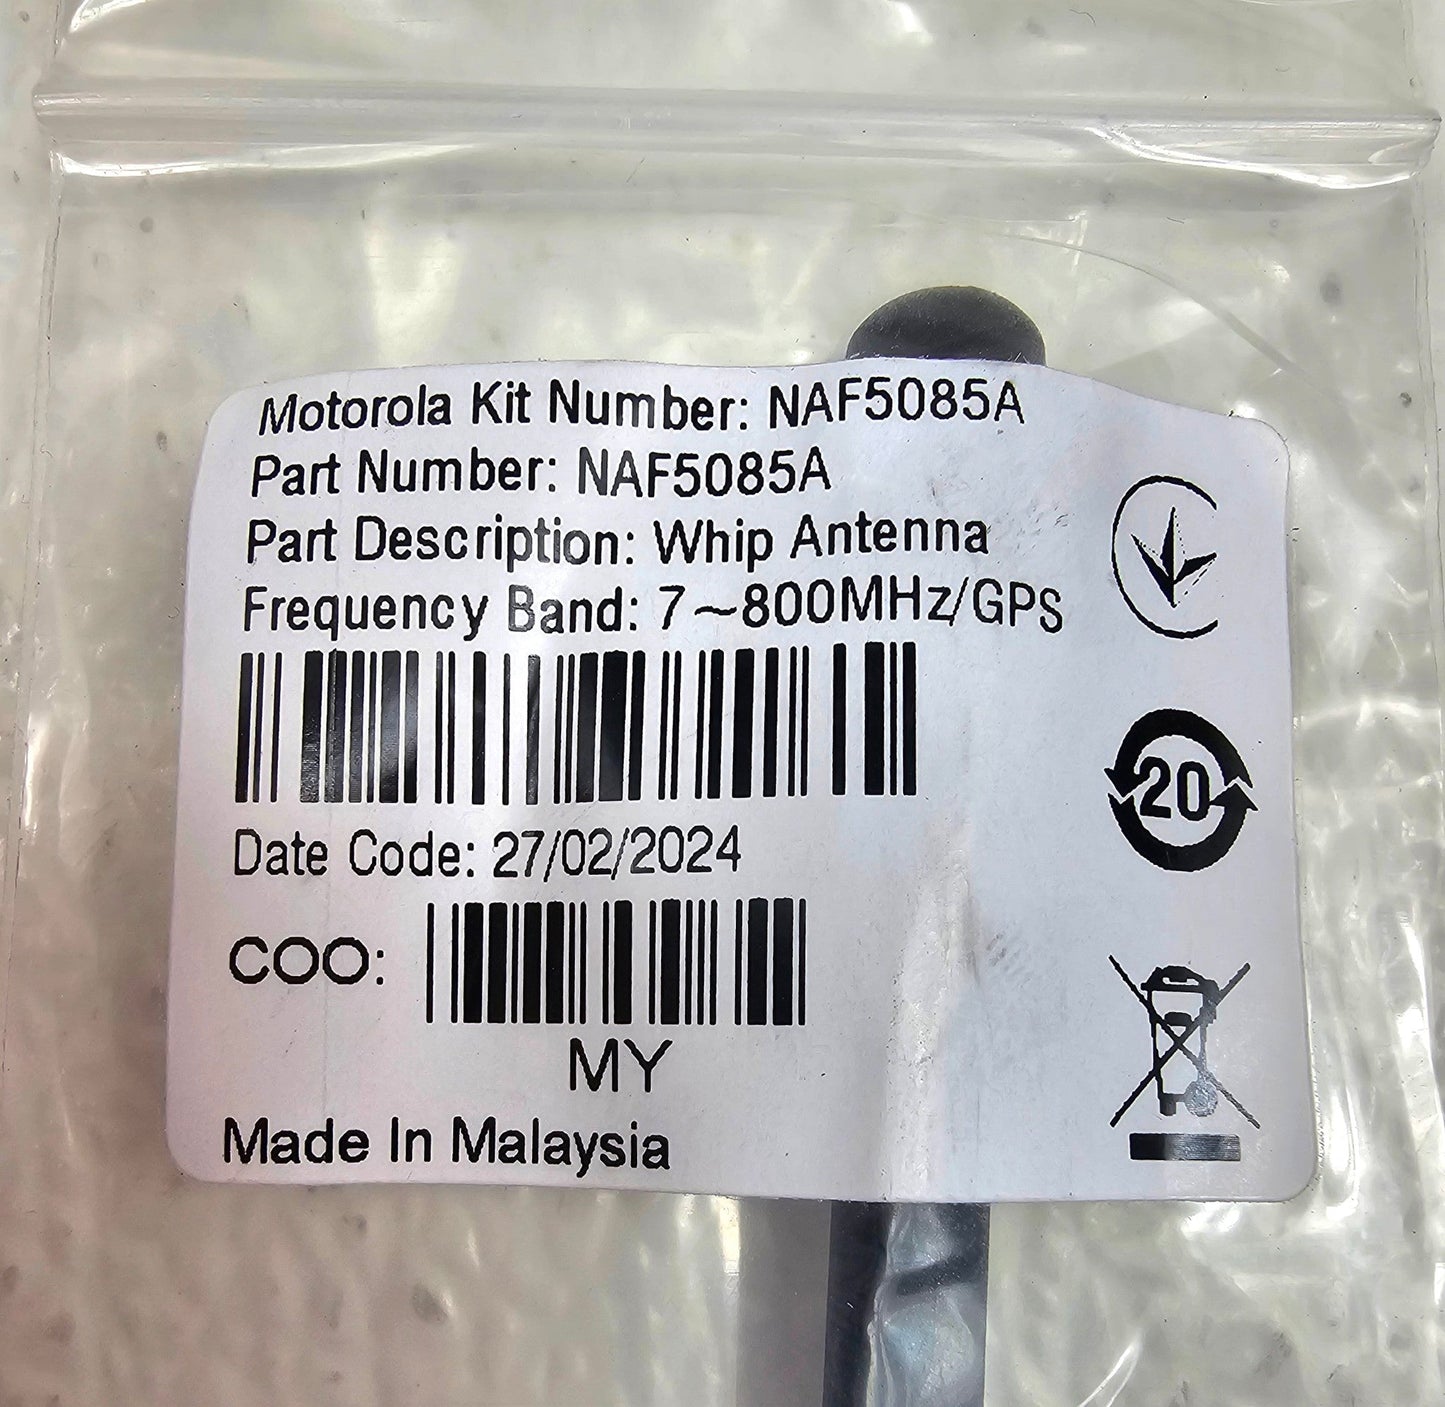 Motorola Kit Number: NAF5085A
Part Number: NAF5085A
Part Description: Whip Antenna
Frequency Band: 7~800MHz/GPS
Date Code: 27/02/2024
COO:
MY
Made In Malaysia
20